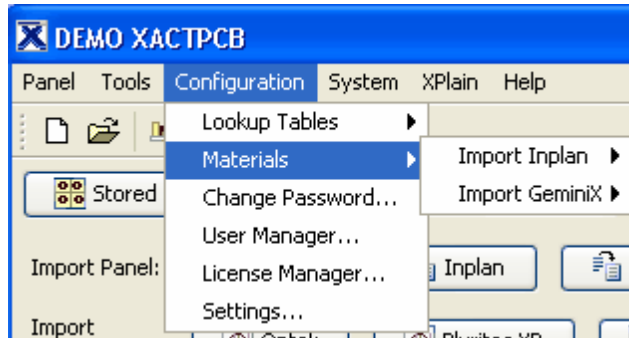 DEMO XACTPCB
Panel Tools Configuration System XPlain Help
Lookup Tables
Materials
Import Inplan
Stored
Change Password...
Import GeminiX
User Manager...
Import Panel:
License Manager...
Inplan
Settings...
Import